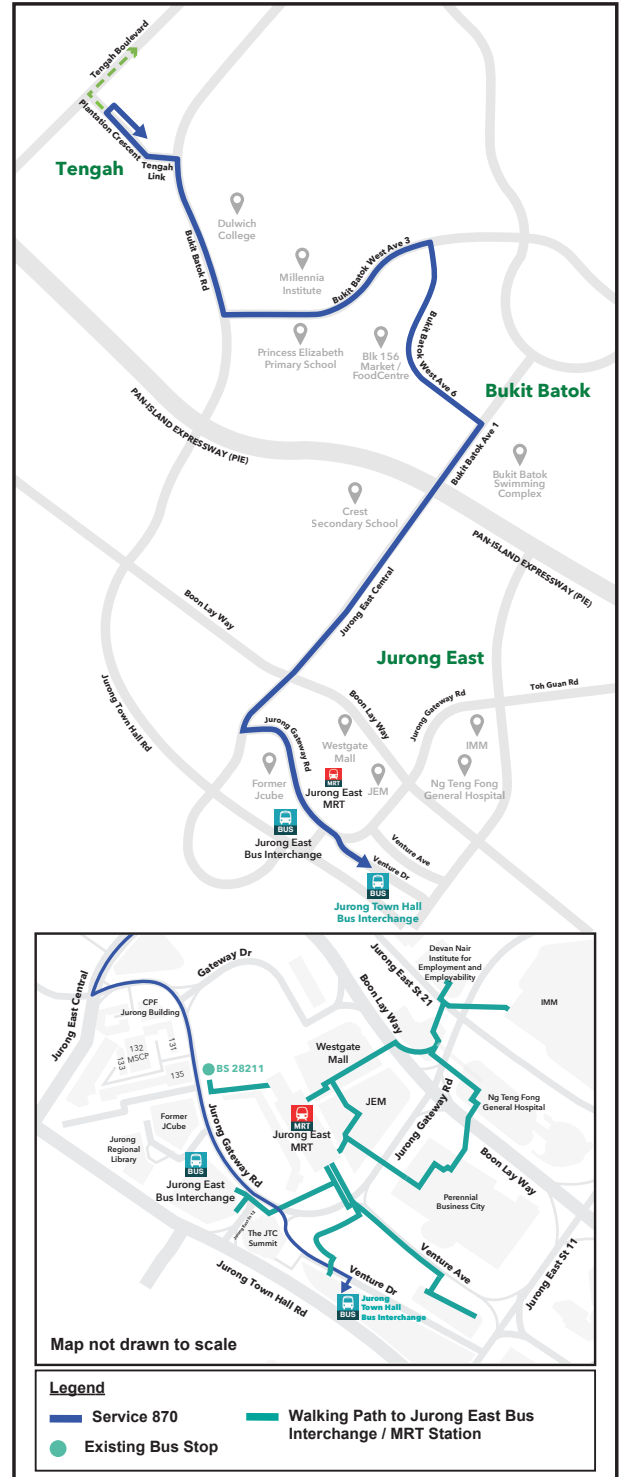 Tengah Boulevard
Plantation Crescent
Tengah
Tengah
Link
Dulwich
College
Bukit Batok Rd
Millennia
Institute
Bukit Batok West Ave 3
Princess Elizabeth
Primary School
Blk 156
Market /
FoodCentre
Bukit Batok West Ave 6
Bukit Batok
PAN-ISLAND EXPRESSWAY (PIE)
Bukit Batok Ave 1
Bukit Batok
Swimming
Complex
Crest
Secondary School
PAN-ISLAND EXPRESSWAY (PIE)
Jurong East Central
Boon Lay Way
Jurong East
Jurong Town Hall Rd
Boon Lay Way
Jurong Gateway Rd
Toh Guan Rd
Jurong Gateway Rd
Westgate
Mall
IMM
Former
Jcube
MRT
Jurong East
MRT
JEM
Ng Teng Fong
General Hospital
BUS
Jurong East
Bus Interchange
Venture Ave
Venture Dr
BUS
Jurong Town Hall
Bus Interchange
Devan Nair
Institute for
Employment and
Employability
Jurong East St 21
Gateway Dr
Boon Lay Way
IMM
Jurong East Central
CPF
Jurong Building
Westgate
Mall
132
MSCP
131
133
135
BS 28211
Ng Teng Fong
General Hospital
JEM
Former
JCube
MRT
Jurong East
MRT
Jurong Gateway Rd
Jurong Gateway Rd
Jurong
Regional
Library
BUS
Jurong East
Bus Interchange
Boon Lay Way
Perennial
Business City
Jurong East St 12
The JTC
Summit
Venture Ave
Venture Dr
Jurong East St 11
Jurong Town Hall Rd
BUS
Jurong
Town Hall
Bus Interchange
Map not drawn to scale
Legend
Service 870
Walking Path to Jurong East Bus
Interchange / MRT Station
Existing Bus Stop